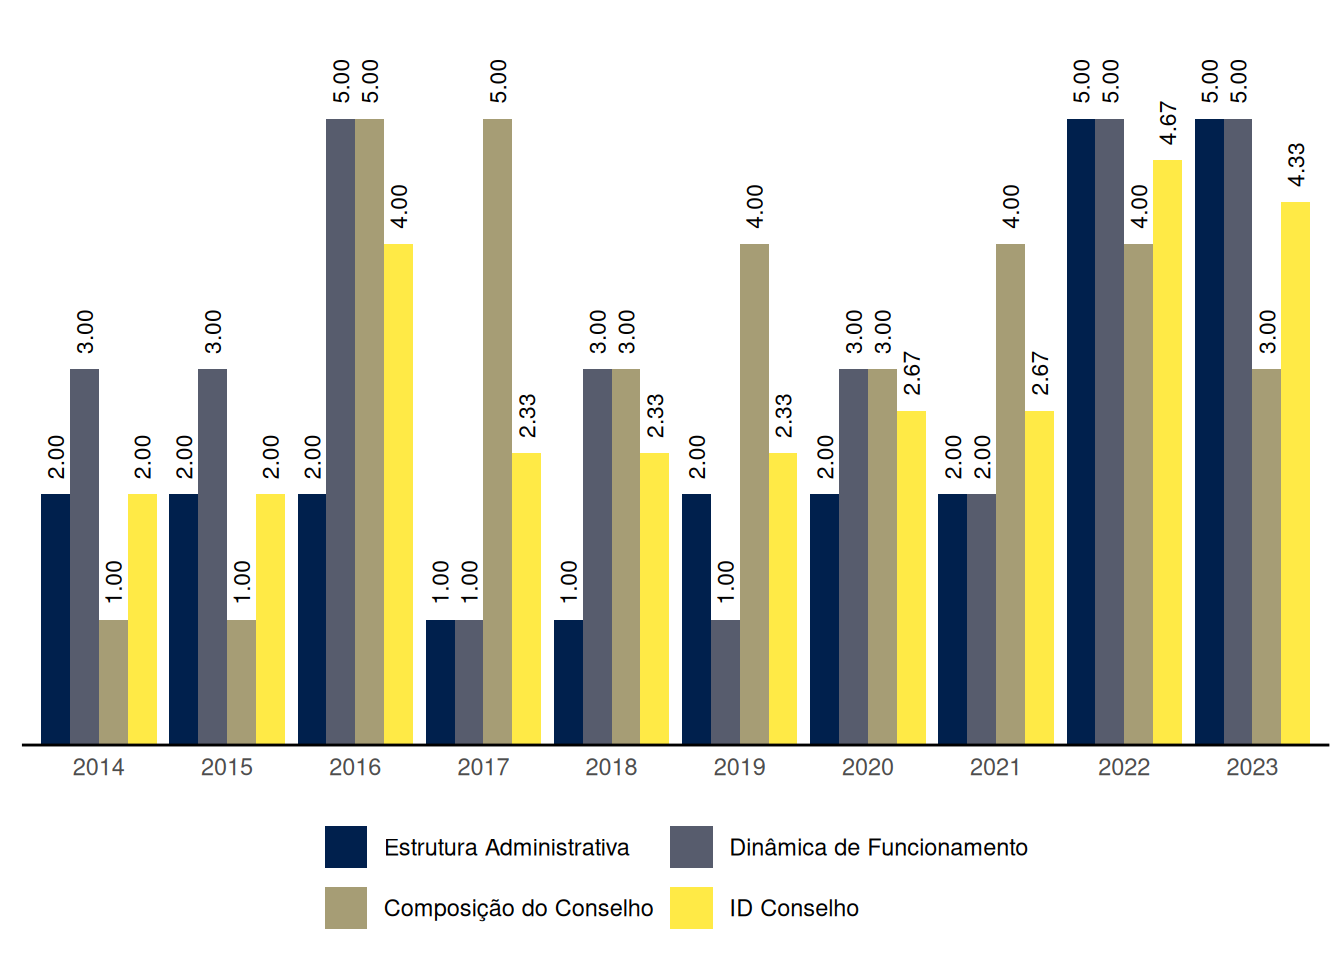 2.00 3.00 1.00 2.00 2.00 3.00 1.00 2.00 2.00 5.00 5.00 4.00 1.00 1.00 5.00 2.33 1.00 3.00 3.00 2.33 2.00 1.00 4.00 2.33 2.00 3.00 3.00 2.67 2.00 2.00 4.00 2.67 5.00 5.00 4.00 4.67 5.00 5.00 3.00 4.33
2014 2015 2016 2017 2018 2019 2020 2021 2022 2023
Estrutura Administrativa Dinâmica de Funcionamento
Composição do Conselho ID Conselho